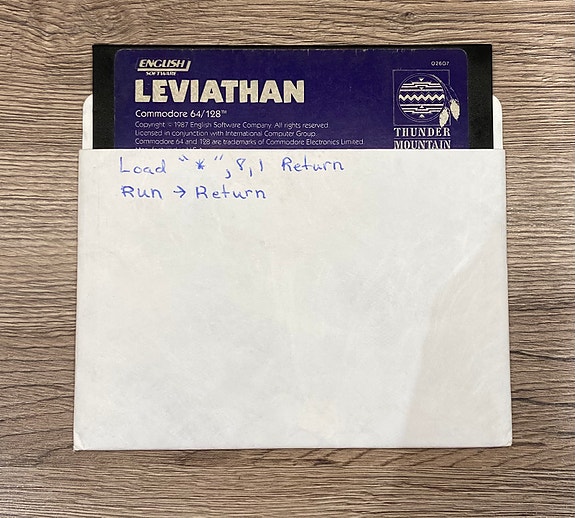 ENGLISH
SOFTWARE
02607
LEVIATHAN
Commodore 64/128™
Copyright © 1987 English Software Company. All rights reserved.
Licensed in conjunction with International Computer Group.
Commodore 64 and 128 are trademarks of Commodore Electronics Limited.
THUNDER
MOUNTAIN
Load "*",8,1 Return
Run → Return